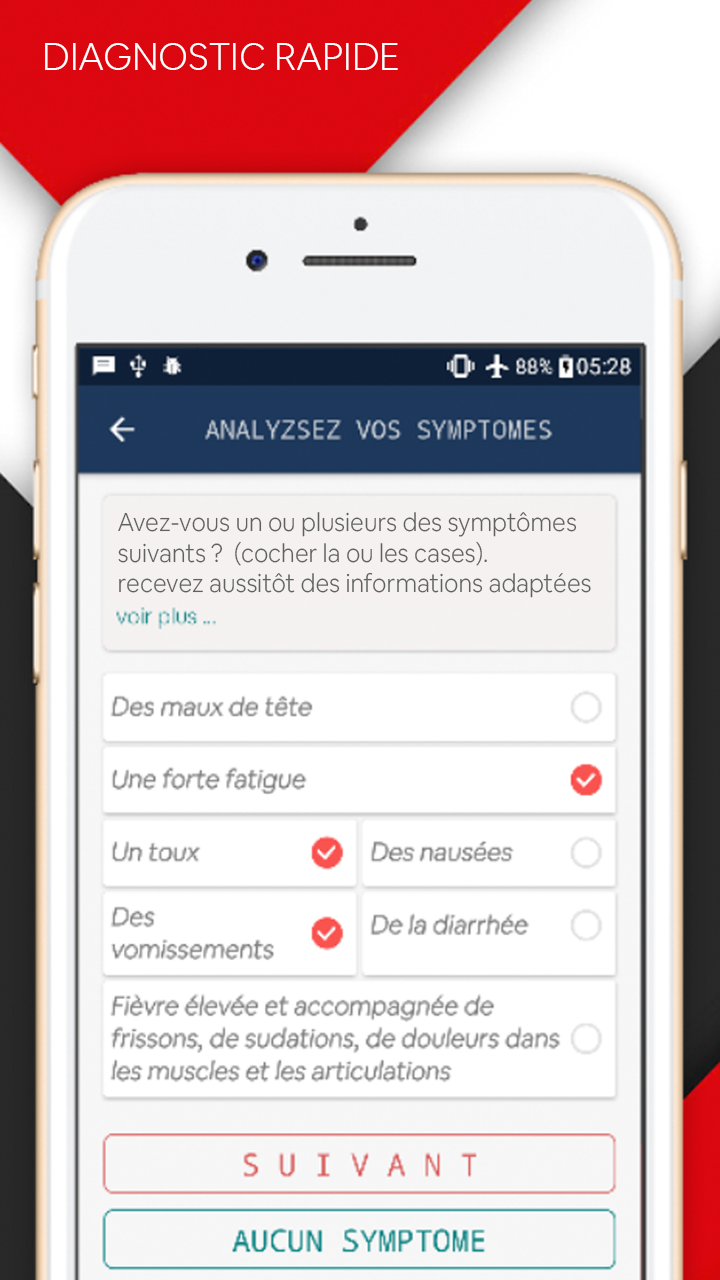 DIAGNOSTIC RAPIDE
88% 05:28
ANALYZSEZ VOS SYMPTOMES
Avez-vous un ou plusieurs des symptômes
suivants ? (cocher la ou les cases).
recevez aussitôt des informations adaptées
voir plus ...
Des maux de tête
Une forte fatigue
Un toux
Des nausées
Des
vomissements
De la diarrhée
Fièvre élevée et accompagnée de
frissons, de sudations, de douleurs dans
les muscles et les articulations
SUIVANT
AUCUN SYMPTOME